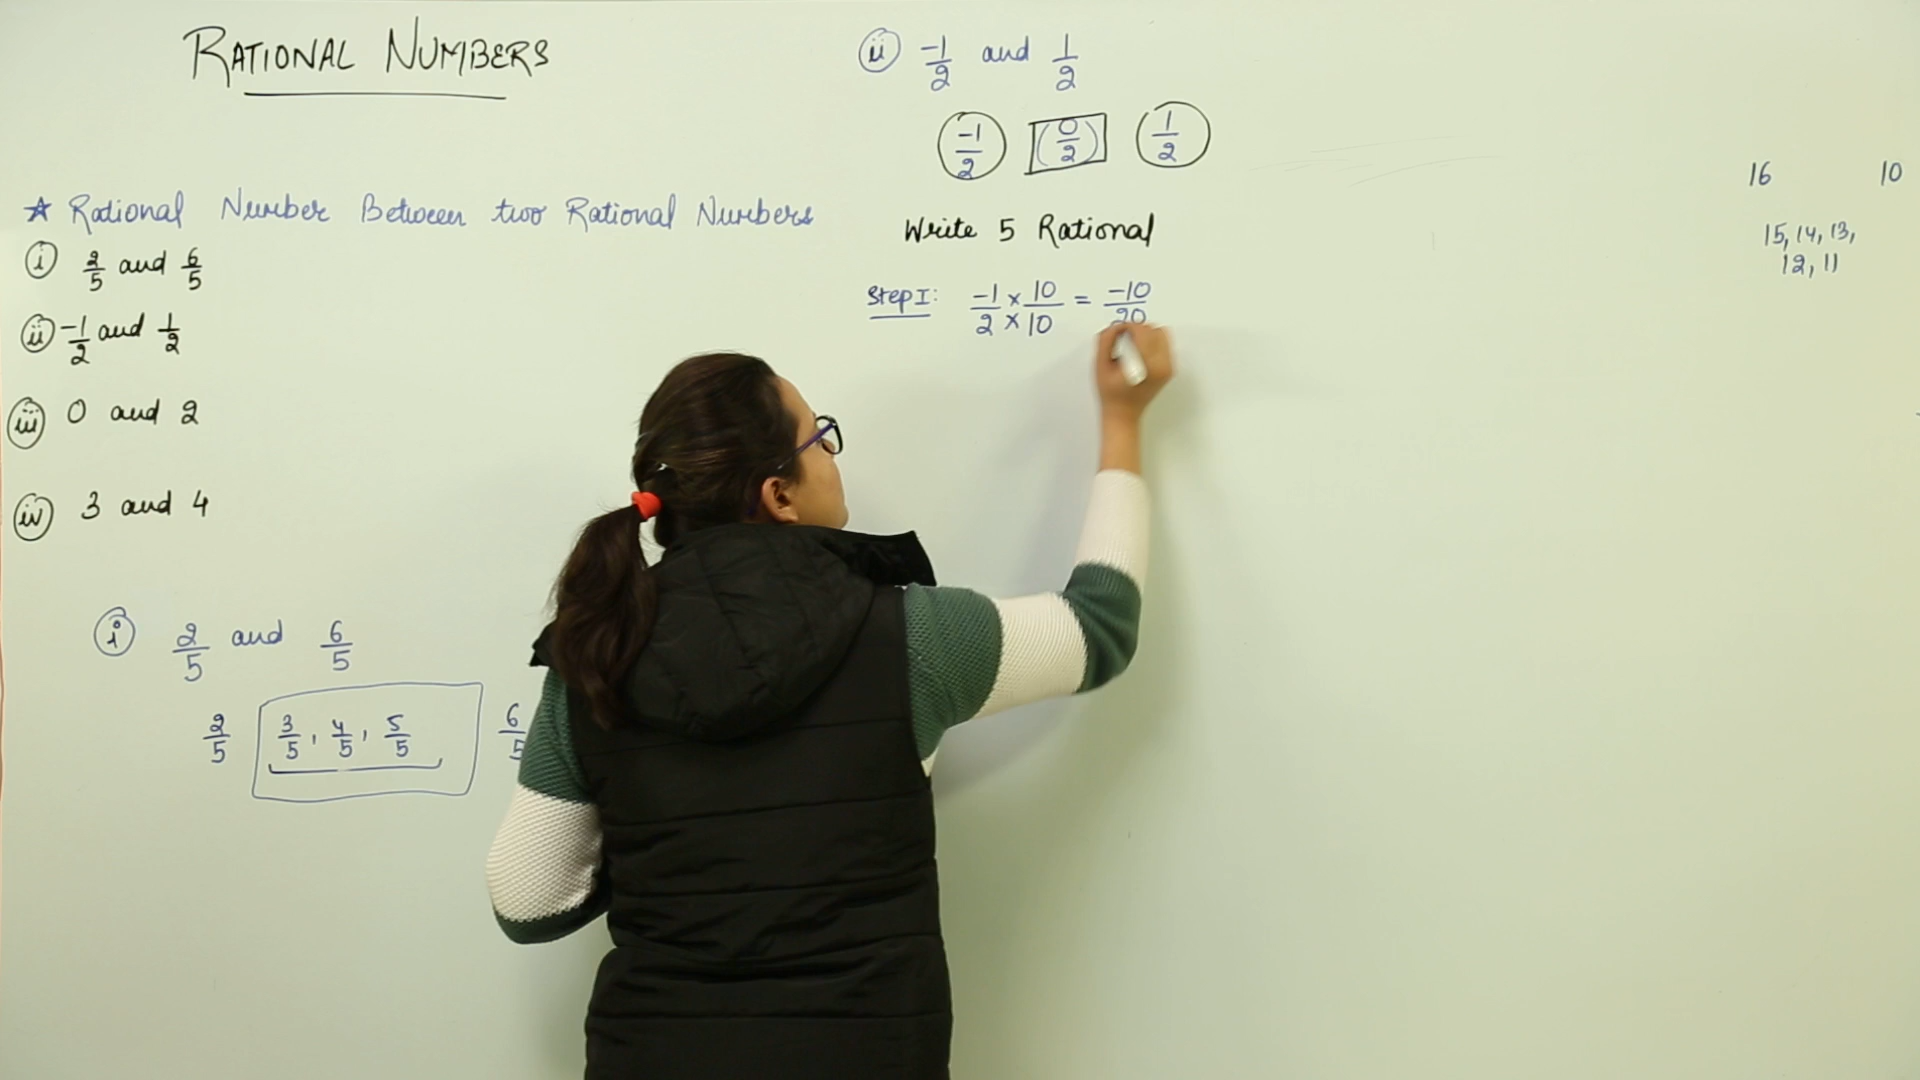 RATIONAL NUMBERS
★ Rational Number Between two Rational Numbers
(i) 2/5 and 6/5
(ii) -1/2 and 1/2
(iii) 0 and 2
(iv) 3 and 4
(i) 2/5 and 6/5
2/5 3/5, 4/5, 5/5 6/5
(ii) -1/2 and 1/2
-1/2 (0/2) 1/2
Write 5 Rational
Step I: -1/2 × 10/10 = -10/20
16 10
15, 14, 13,
12, 11